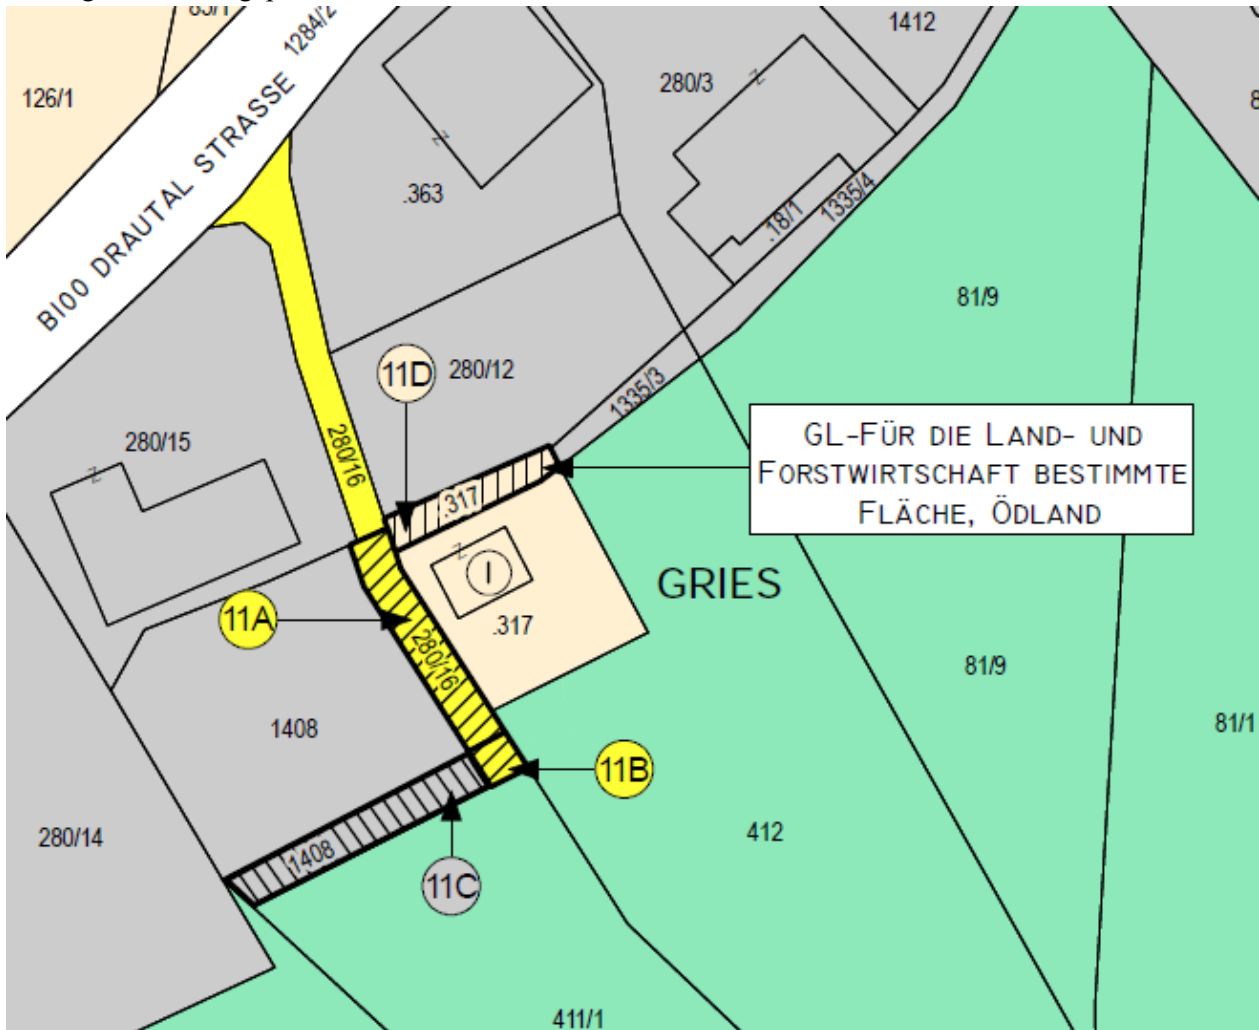 1284/2
1412
126/1
280/3
B100 DRAUTAL STRASSE
.363
.18/1
1335/4
81/9
11D
280/12
1335/3
280/15
280/16
GL-FÜR DIE LAND- UND
FORSTWIRTSCHAFT BESTIMMTE
FLÄCHE, ÖDLAND
.317
I
GRIES
11A
.317
280/16
81/9
1408
81/1
11B
412
280/14
1408
11C
411/1